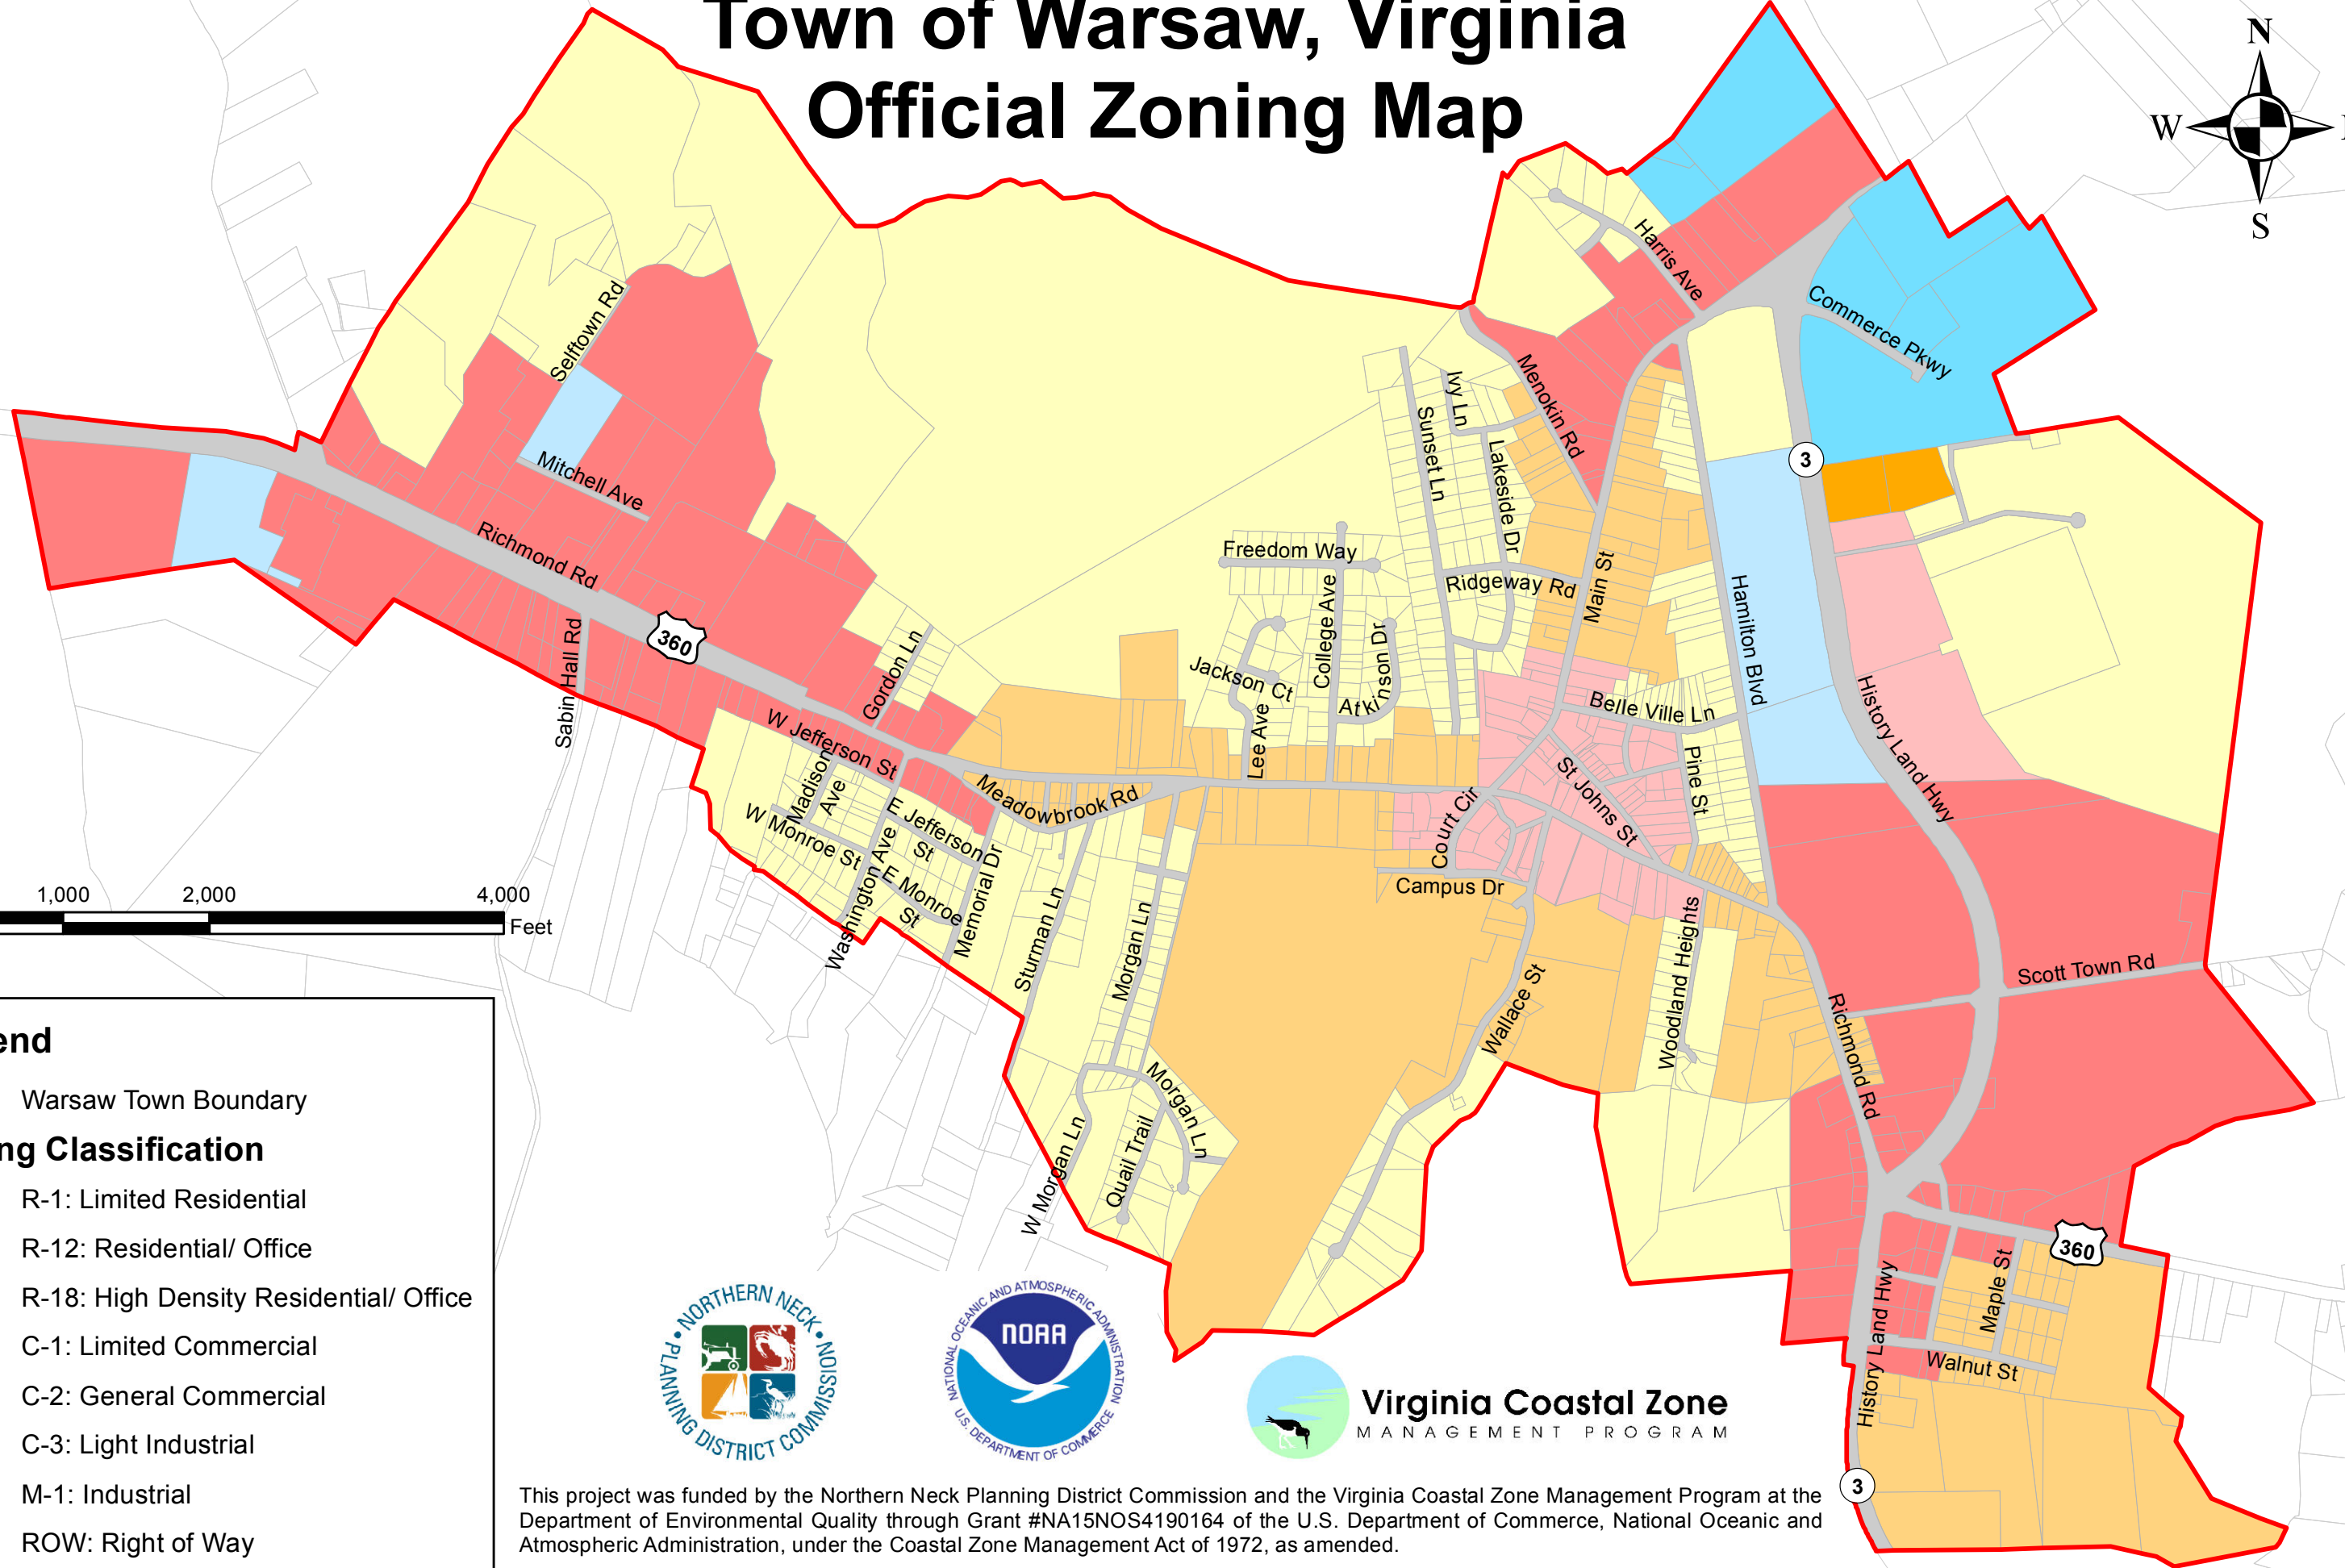 Town of Warsaw, Virginia
Official Zoning Map
N
W
S
Harris Ave
Commerce Pkwy
Selftown Rd
Menokin Rd
Ivy Ln
Sunset Ln
Lakeside Dr
3
Mitchell Ave
Richmond Rd
360
Freedom Way
College Ave
Ridgeway Rd
Main St
Hamilton Blvd
Sabin Hall Rd
Gordon Ln
Jackson Ct
Atkinson Dr
Lee Ave
Belle Ville Ln
Pine St
History Land Hwy
W Jefferson St
Madison
Ave
Meadowbrook Rd
St Johns St
Court Cir
W Monroe St
E Jefferson
St
Washington Ave
E Monroe
St
Memorial Dr
Campus Dr
Sturman Ln
Morgan Ln
Wallace St
Woodland Heights
Scott Town Rd
Richmond Rd
Morgan Ln
W Morgan Ln
Quail Trail
360
Maple St
Walnut St
History Land Hwy
3
1,000
2,000
4,000
Feet
end
Warsaw Town Boundary
ng Classification
R-1: Limited Residential
R-12: Residential/ Office
R-18: High Density Residential/ Office
C-1: Limited Commercial
C-2: General Commercial
C-3: Light Industrial
M-1: Industrial
ROW: Right of Way
NORTHERN NECK
PLANNING DISTRICT COMMISSION
NATIONAL OCEANIC AND ATMOSPHERIC ADMINISTRATION
NOAA
U.S. DEPARTMENT OF COMMERCE
Virginia Coastal Zone
MANAGEMENT PROGRAM
This project was funded by the Northern Neck Planning District Commission and the Virginia Coastal Zone Management Program at the
Department of Environmental Quality through Grant #NA15NOS4190164 of the U.S. Department of Commerce, National Oceanic and
Atmospheric Administration, under the Coastal Zone Management Act of 1972, as amended.